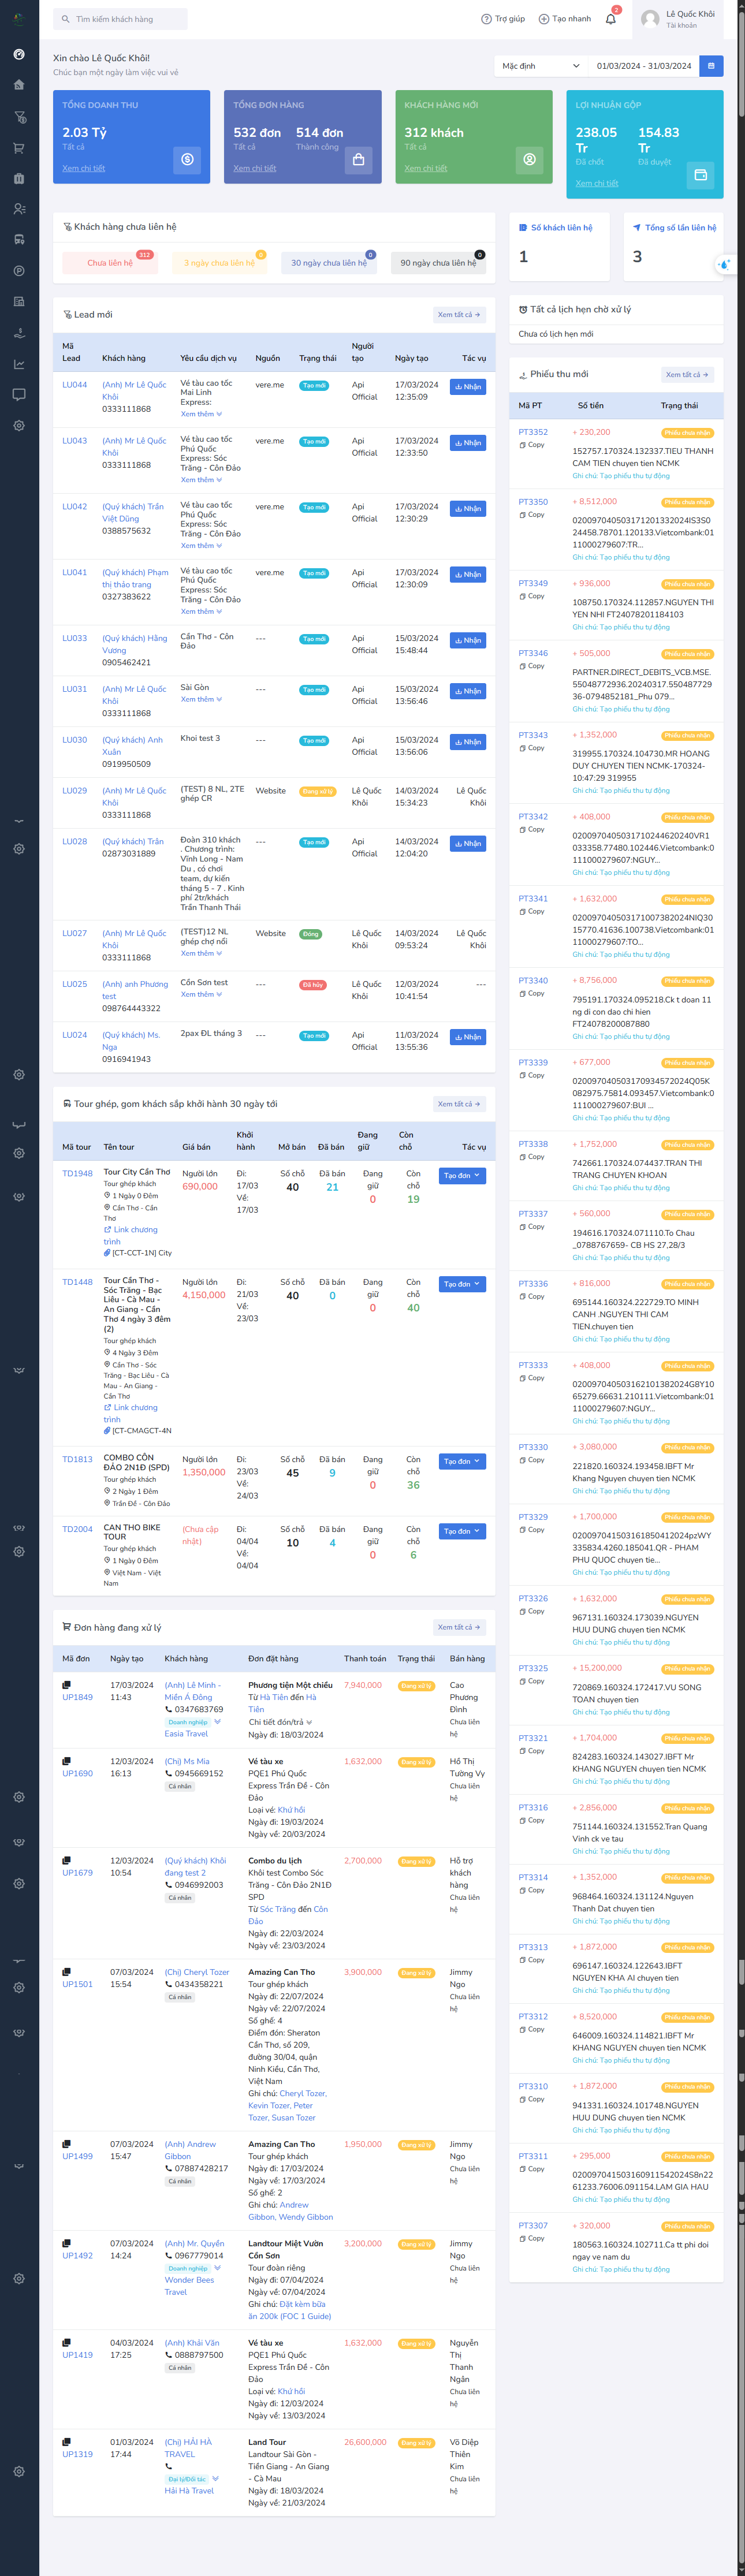 Tìm kiếm khách hàng
Trợ giúp
Tạo nhanh
2
Lê Quốc Khôi
Tài khoản
Xin chào Lê Quốc Khôi!
Chúc bạn một ngày làm việc vui vẻ
Mặc định
01/03/2024 - 31/03/2024
TỔNG DOANH THU
2.03 Tỷ
Tất cả
Xem chi tiết
TỔNG ĐƠN HÀNG
532 đơn 514 đơn
Tất cả Thành công
Xem chi tiết
KHÁCH HÀNG MỚI
312 khách
Tất cả
Xem chi tiết
LỢI NHUẬN GỘP
238.05 Tr 154.83 Tr
Đã chốt Đã duyệt
Xem chi tiết
Khách hàng chưa liên hệ
Chưa liên hệ 312
3 ngày chưa liên hệ 0
30 ngày chưa liên hệ 0
90 ngày chưa liên hệ 0
Số khách liên hệ
1
Tổng số lần liên hệ
3
Lead mới
Xem tất cả
Mã Lead Khách hàng Yêu cầu dịch vụ Nguồn Trạng thái Người tạo Ngày tạo Tác vụ
LU044 (Anh) Mr Lê Quốc Khôi 0333111868 Vé tàu cao tốc Mai Linh Express: Xem thêm vere.me Tạo mới Api Official 17/03/2024 12:35:09 Nhận
LU043 (Anh) Mr Lê Quốc Khôi 0333111868 Vé tàu cao tốc Phú Quốc Express: Sóc Trăng - Côn Đảo Xem thêm vere.me Tạo mới Api Official 17/03/2024 12:33:50 Nhận
LU042 (Quý khách) Trần Việt Dũng 0388575632 Vé tàu cao tốc Phú Quốc Express: Sóc Trăng - Côn Đảo Xem thêm vere.me Tạo mới Api Official 17/03/2024 12:30:29 Nhận
LU041 (Quý khách) Phạm thị thảo trang 0327383622 Vé tàu cao tốc Phú Quốc Express: Sóc Trăng - Côn Đảo Xem thêm vere.me Tạo mới Api Official 17/03/2024 12:30:09 Nhận
LU033 (Quý khách) Hằng Vương 0905462421 Cần Thơ - Côn Đảo --- Tạo mới Api Official 15/03/2024 15:48:44 Nhận
LU031 (Anh) Mr Lê Quốc Khôi 0333111868 Sài Gòn Xem thêm --- Tạo mới Api Official 15/03/2024 13:56:46 Nhận
LU030 (Quý khách) Anh Xuân 0919950509 Khoi test 3 --- Tạo mới Api Official 15/03/2024 13:56:06 Nhận
LU029 (Anh) Mr Lê Quốc Khôi 0333111868 (TEST) 8 NL, 2TE ghép CR Website Đang xử lý Lê Quốc Khôi 14/03/2024 15:34:23 Lê Quốc Khôi
LU028 (Quý khách) Trân 02873031889 Đoàn 310 khách . Chương trình: Vĩnh Long - Nam Du , có chơi team, dự kiến tháng 5 - 7 . Kinh phí 2tr/khách Trần Thanh Thái --- Tạo mới Api Official 14/03/2024 12:04:20 Nhận
LU027 (Anh) Mr Lê Quốc Khôi 0333111868 (TEST)12 NL ghép chợ nổi Xem thêm Website Đóng Lê Quốc Khôi 14/03/2024 09:53:24 Lê Quốc Khôi
LU025 (Anh) anh Phương test 098764443322 Cồn Sơn test Xem thêm --- Đã hủy Lê Quốc Khôi 12/03/2024 10:41:54 ---
LU024 (Quý khách) Ms. Nga 0916941943 2pax ĐL tháng 3 --- Tạo mới Api Official 11/03/2024 13:55:36 Nhận
Tour ghép, gom khách sắp khởi hành 30 ngày tới
Xem tất cả
Mã tour Tên tour Giá bán Khởi hành Mở bán Đã bán Đang giữ Còn chỗ Tác vụ
TD1948 Tour City Cần Thơ Người lớn 690,000 Đi: 17/03 Về: 17/03 Số chỗ 40 Đã bán 21 Đang giữ 0 Còn chỗ 19 Tạo đơn
Tour ghép khách
1 Ngày 0 Đêm
Cần Thơ - Cần Thơ
Link chương trình
[CT-CCT-1N] City
TD1448 Tour Cần Thơ - Sóc Trăng - Bạc Liêu - Cà Mau - An Giang - Cần Thơ 4 ngày 3 đêm (2) Người lớn 4,150,000 Đi: 21/03 Về: 23/03 Số chỗ 40 Đã bán 0 Đang giữ 0 Còn chỗ 40 Tạo đơn
Tour ghép khách
4 Ngày 3 Đêm
Cần Thơ - Sóc Trăng - Bạc Liêu - Cà Mau - An Giang - Cần Thơ
Link chương trình
[CT-CMAGCT-4N
TD1813 COMBO CÔN ĐẢO 2N1Đ (SPD) Người lớn 1,350,000 Đi: 23/03 Về: 24/03 Số chỗ 45 Đã bán 9 Đang giữ 0 Còn chỗ 36 Tạo đơn
Tour ghép khách
2 Ngày 1 Đêm
Trần Đề - Côn Đảo
TD2004 CAN THO BIKE TOUR (Chưa cập nhật) Đi: 04/04 Về: 04/04 Số chỗ 10 Đã bán 4 Đang giữ 0 Còn chỗ 6 Tạo đơn
Tour ghép khách
1 Ngày 0 Đêm
Việt Nam - Việt Nam
Đơn hàng đang xử lý
Xem tất cả
Mã đơn Ngày tạo Khách hàng Đơn đặt hàng Thanh toán Trạng thái Bán hàng
UP1849 17/03/2024 11:43 (Anh) Lê Minh - Miền Á Đông 0347683769 Doanh nghiệp Easia Travel Phương tiện Một chiều Từ Hà Tiên đến Hà Tiên Chi tiết đón/trả Ngày đi: 18/03/2024 7,940,000 Đang xử lý Cao Phương Đình Chưa liên hệ
UP1690 12/03/2024 16:13 (Chị) Ms Mia 0945669152 Cá nhân Vé tàu xe PQE1 Phú Quốc Express Trần Đề - Côn Đảo Loại vé: Khứ hồi Ngày đi: 19/03/2024 Ngày về: 20/03/2024 1,632,000 Đang xử lý Hồ Thị Tường Vy Chưa liên hệ
UP1679 12/03/2024 10:54 (Quý khách) Khôi đang test 2 0946992003 Cá nhân Combo du lịch Khôi test Combo Sóc Trăng - Côn Đảo 2N1Đ SPD Từ Sóc Trăng đến Côn Đảo Ngày đi: 22/03/2024 Ngày về: 23/03/2024 2,700,000 Đang xử lý Hỗ trợ khách hàng Chưa liên hệ
UP1501 07/03/2024 15:54 (Chị) Cheryl Tozer 0434358221 Cá nhân Amazing Can Tho Tour ghép khách Ngày đi: 22/07/2024 Ngày về: 22/07/2024 Số ghế: 4 Điểm đón: Sheraton Cần Thơ, số 209, đường 30/04, quận Ninh Kiều, Cần Thơ, Việt Nam Ghi chú: Cheryl Tozer, Kevin Tozer, Peter Tozer, Susan Tozer 3,900,000 Đang xử lý Jimmy Ngo Chưa liên hệ
UP1499 07/03/2024 15:47 (Anh) Andrew Gibbon 07887428217 Cá nhân Amazing Can Tho Tour ghép khách Ngày đi: 17/03/2024 Ngày về: 17/03/2024 Số ghế: 2 Ghi chú: Andrew Gibbon, Wendy Gibbon 1,950,000 Đang xử lý Jimmy Ngo Chưa liên hệ
UP1492 07/03/2024 14:24 (Anh) Mr. Quyền 0967779014 Doanh nghiệp Wonder Bees Travel Landtour Miệt Vườn Cồn Sơn Tour đoàn riêng Ngày đi: 07/04/2024 Ngày về: 07/04/2024 Ghi chú: Đặt kèm bữa ăn 200k (FOC 1 Guide) 3,200,000 Đang xử lý Jimmy Ngo Chưa liên hệ
UP1419 04/03/2024 17:25 (Anh) Khải Văn 0888797500 Cá nhân Vé tàu xe PQE1 Phú Quốc Express Trần Đề - Côn Đảo Loại vé: Khứ hồi Ngày đi: 12/03/2024 Ngày về: 13/03/2024 1,632,000 Đang xử lý Nguyễn Thị Thanh Ngân Chưa liên hệ
UP1319 01/03/2024 17:44 (Chị) HẢI HÀ TRAVEL Đại lý/Đối tác Hải Hà Travel Land Tour Landtour Sài Gòn - Tiền Giang - An Giang - Cà Mau Ngày đi: 18/03/2024 Ngày về: 21/03/2024 26,600,000 Đang xử lý Võ Diệp Thiên Kim Chưa liên hệ
Tất cả lịch hẹn chờ xử lý
Chưa có lịch hẹn mới
Phiếu thu mới
Xem tất cả
Mã PT Số tiền Trạng thái
PT3352 Copy + 230,200 Phiếu chưa nhận
152757.170324.132337.TIEU THANH CAM TIEN chuyen tien NCMK
Ghi chú: Tạo phiếu thu tự động
PT3350 Copy + 8,512,000 Phiếu chưa nhận
020097040503171201332024IS3S024458.78701.120133.Vietcombank:0111000279607:TR...
Ghi chú: Tạo phiếu thu tự động
PT3349 Copy + 936,000 Phiếu chưa nhận
108750.170324.112857.NGUYEN THI YEN NHI FT24078201184103
Ghi chú: Tạo phiếu thu tự động
PT3346 Copy + 505,000 Phiếu chưa nhận
PARTNER.DIRECT_DEBITS_VCB.MSE.55048772936.20240317.55048772936-0794852181_Phu 079...
Ghi chú: Tạo phiếu thu tự động
PT3343 Copy + 1,352,000 Phiếu chưa nhận
319955.170324.104730.MR HOANG DUY CHUYEN TIEN NCMK-170324-10:47:29 319955
Ghi chú: Tạo phiếu thu tự động
PT3342 Copy + 408,000 Phiếu chưa nhận
0200970405031710244620240VR1033358.77480.102446.Vietcombank:0111000279607:NGUY...
Ghi chú: Tạo phiếu thu tự động
PT3341 Copy + 1,632,000 Phiếu chưa nhận
020097040503171007382024NIQ3015770.41636.100738.Vietcombank:0111000279607:TO...
Ghi chú: Tạo phiếu thu tự động
PT3340 Copy + 8,756,000 Phiếu chưa nhận
795191.170324.095218.Ck t doan 11 ng di con dao chi hien FT24078200087880
Ghi chú: Tạo phiếu thu tự động
PT3339 Copy + 677,000 Phiếu chưa nhận
020097040503170934572024Q05K082975.75814.093457.Vietcombank:0111000279607:BUI ...
Ghi chú: Tạo phiếu thu tự động
PT3338 Copy + 1,752,000 Phiếu chưa nhận
742661.170324.074437.TRAN THI TRANG CHUYEN KHOAN
Ghi chú: Tạo phiếu thu tự động
PT3337 Copy + 560,000 Phiếu chưa nhận
194616.170324.071110.To Chau _0788767659- CB HS 27,28/3
Ghi chú: Tạo phiếu thu tự động
PT3336 Copy + 816,000 Phiếu chưa nhận
695144.160324.222729.TO MINH CANH .NGUYEN THI CAM TIEN.chuyen tien
Ghi chú: Tạo phiếu thu tự động
PT3333 Copy + 408,000 Phiếu chưa nhận
020097040503162101382024G8Y1065279.66631.210111.Vietcombank:0111000279607:NGUY...
Ghi chú: Tạo phiếu thu tự động
PT3330 Copy + 3,080,000 Phiếu chưa nhận
221820.160324.193458.IBFT Mr Khang Nguyen chuyen tien NCMK
Ghi chú: Tạo phiếu thu tự động
PT3329 Copy + 1,700,000 Phiếu chưa nhận
020097041503161850412024pzWY335834.4260.185041.QR - PHAM PHU QUOC chuyen tie...
Ghi chú: Tạo phiếu thu tự động
PT3326 Copy + 1,632,000 Phiếu chưa nhận
967131.160324.173039.NGUYEN HUU DUNG chuyen tien NCMK
Ghi chú: Tạo phiếu thu tự động
PT3325 Copy + 15,200,000 Phiếu chưa nhận
720869.160324.172417.VU SONG TOAN chuyen tien
Ghi chú: Tạo phiếu thu tự động
PT3321 Copy + 1,704,000 Phiếu chưa nhận
824283.160324.143027.IBFT Mr KHANG NGUYEN chuyen tien NCMK
Ghi chú: Tạo phiếu thu tự động
PT3316 Copy + 2,856,000 Phiếu chưa nhận
751144.160324.131552.Tran Quang Vinh ck ve tau
Ghi chú: Tạo phiếu thu tự động
PT3314 Copy + 1,352,000 Phiếu chưa nhận
968464.160324.131124.Nguyen Thanh Dat chuyen tien
Ghi chú: Tạo phiếu thu tự động
PT3313 Copy + 1,872,000 Phiếu chưa nhận
696147.160324.122643.IBFT NGUYEN KHA AI chuyen tien
Ghi chú: Tạo phiếu thu tự động
PT3312 Copy + 8,520,000 Phiếu chưa nhận
646009.160324.114821.IBFT Mr KHANG NGUYEN chuyen tien NCMK
Ghi chú: Tạo phiếu thu tự động
PT3310 Copy + 1,872,000 Phiếu chưa nhận
941331.160324.101748.NGUYEN HUU DUNG chuyen tien NCMK
Ghi chú: Tạo phiếu thu tự động
PT3311 Copy + 295,000 Phiếu chưa nhận
020097041503160911542024S8n2261233.76006.091154.LAM GIA HAU
Ghi chú: Tạo phiếu thu tự động
PT3307 Copy + 320,000 Phiếu chưa nhận
180563.160324.102711.Ca tt phi doi ngay ve nam du
Ghi chú: Tạo phiếu thu tự động